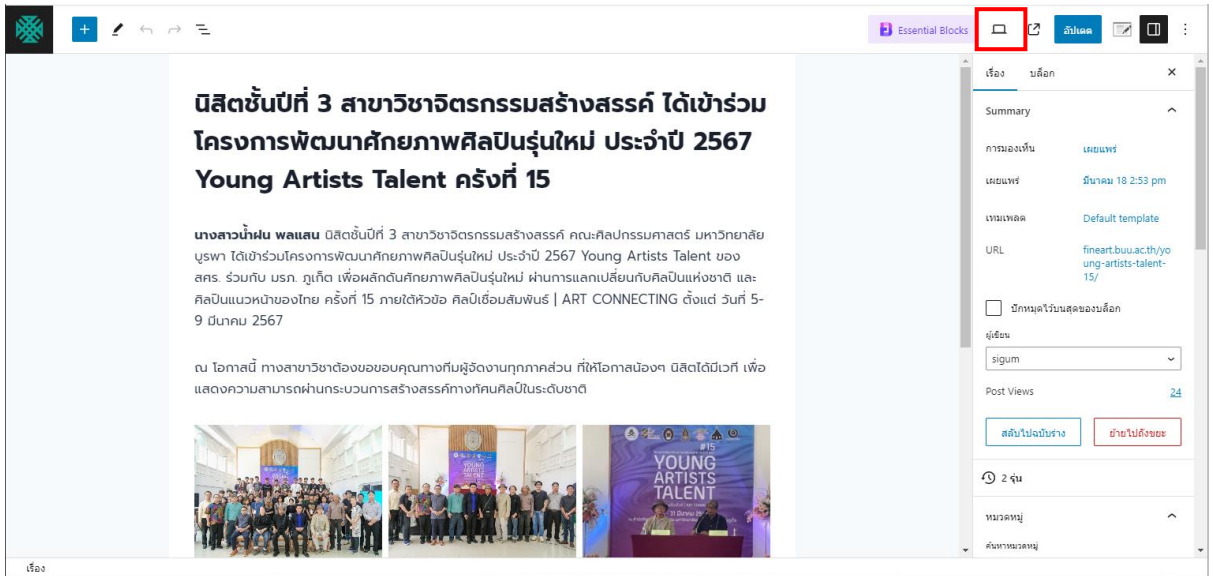 Essential Blocks
อัปเดต
นิสิตชั้นปีที่ 3 สาขาวิชาจิตรกรรมสร้างสรรค์ ได้เข้าร่วม
โครงการพัฒนาศักยภาพศิลปินรุ่นใหม่ ประจำปี 2567
Young Artists Talent ครั้งที่ 15
นางสาวน้ำฝน พลแสน นิสิตชั้นปีที่ 3 สาขาวิชาจิตรกรรมสร้างสรรค์ คณะศิลปกรรมศาสตร์ มหาวิทยาลัย
บูรพา ได้เข้าร่วมโครงการพัฒนาศักยภาพศิลปินรุ่นใหม่ ประจำปี 2567 Young Artists Talent ของ
สศร. ร่วมกับ มรภ. ภูเก็ต เพื่อผลักดันศักยภาพศิลปินรุ่นใหม่ ผ่านการแลกเปลี่ยนกับศิลปินแห่งชาติ และ
ศิลปินแนวหน้าของไทย ครั้งที่ 15 ภายใต้หัวข้อ ศิลป์เชื่อมสัมพันธ์ | ART CONNECTING ตั้งแต่ วันที่ 5-
9 มีนาคม 2567
ณ โอกาสนี้ ทางสาขาวิชาต้องขอขอบคุณทางทีมผู้จัดงานทุกภาคส่วน ที่ให้โอกาสน้องๆ นิสิตได้มีเวที เพื่อ
แสดงความสามารถผ่านกระบวนการสร้างสรรค์ทางทัศนศิลป์ในระดับชาติ
YOUNG
ARTISTS
TALENT
#15
YOUNG
ARTISTS
TALENT
เรื่อง บล็อก
Summary
การมองเห็น เผยแพร่
เผยแพร่ มีนาคม 18 2:53 pm
เทมเพลต Default template
URL fineart.buu.ac.th/yo
ung-artists-talent-
15/
ปักหมุดไว้บนสุดของบล็อก
ผู้เขียน
sigum
Post Views 24
สลับไปฉบับร่าง ย้ายไปถังขยะ
2 รุ่น
หมวดหมู่
ค้นหาหมวดหมู่
เรื่อง